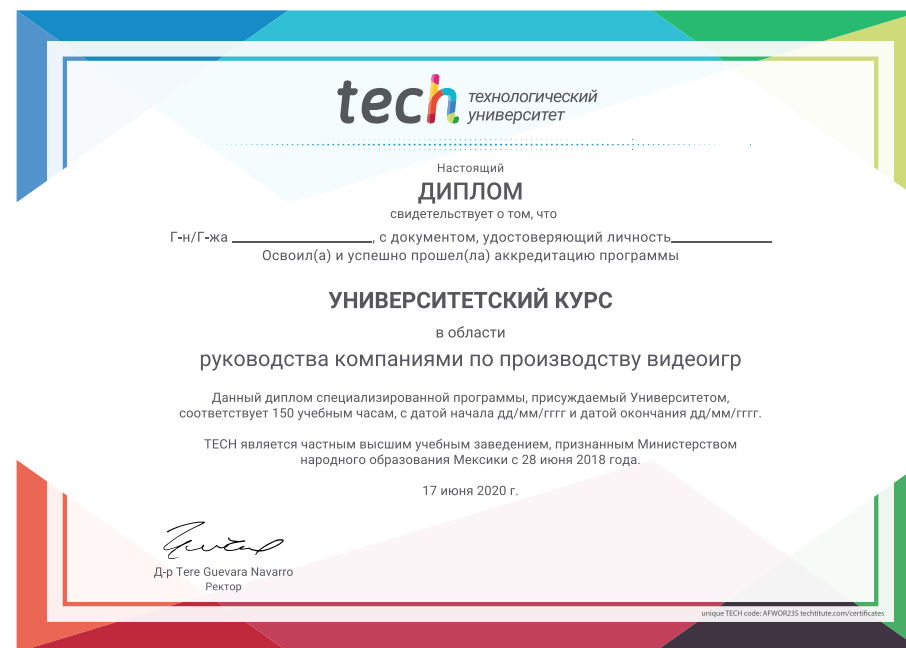 tech технологический
университет
Настоящий
ДИПЛОМ
свидетельствует о том, что
Г-н/Г-жа , с документом, удостоверяющий личность
Освоил(а) и успешно прошел(ла) аккредитацию программы
УНИВЕРСИТЕТСКИЙ КУРС
в области
руководства компаниями по производству видеоигр
Данный диплом специализированной программы, присуждаемый Университетом,
соответствует 150 учебным часам, с датой начала дд/мм/гггг и датой окончания дд/мм/гггг.
TECH является частным высшим учебным заведением, признанным Министерством
народного образования Мексики с 28 июня 2018 года.
17 июня 2020 г.
Д-р Tere Guevara Navarro
Ректор
unique TECH code: AFWOR23S techtitute.com/certificates